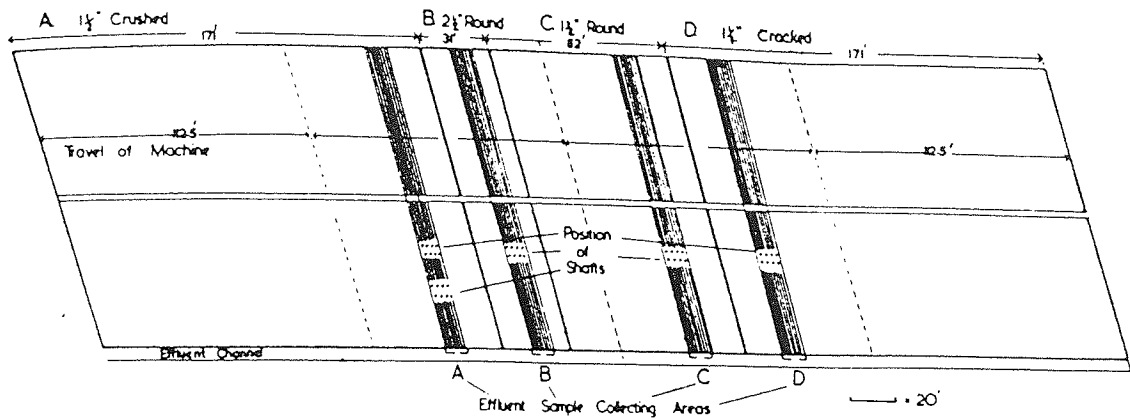 A. 1½" Crushed B. 2½" Round C. 1½" Round D. 1½" Cracked
171' 31' 82' 171'
112·5' 112·5'
Travel of Machine
Position
of
Shafts
Effluent Channel
A B C D
Effluent Sample Collecting Areas = 20'